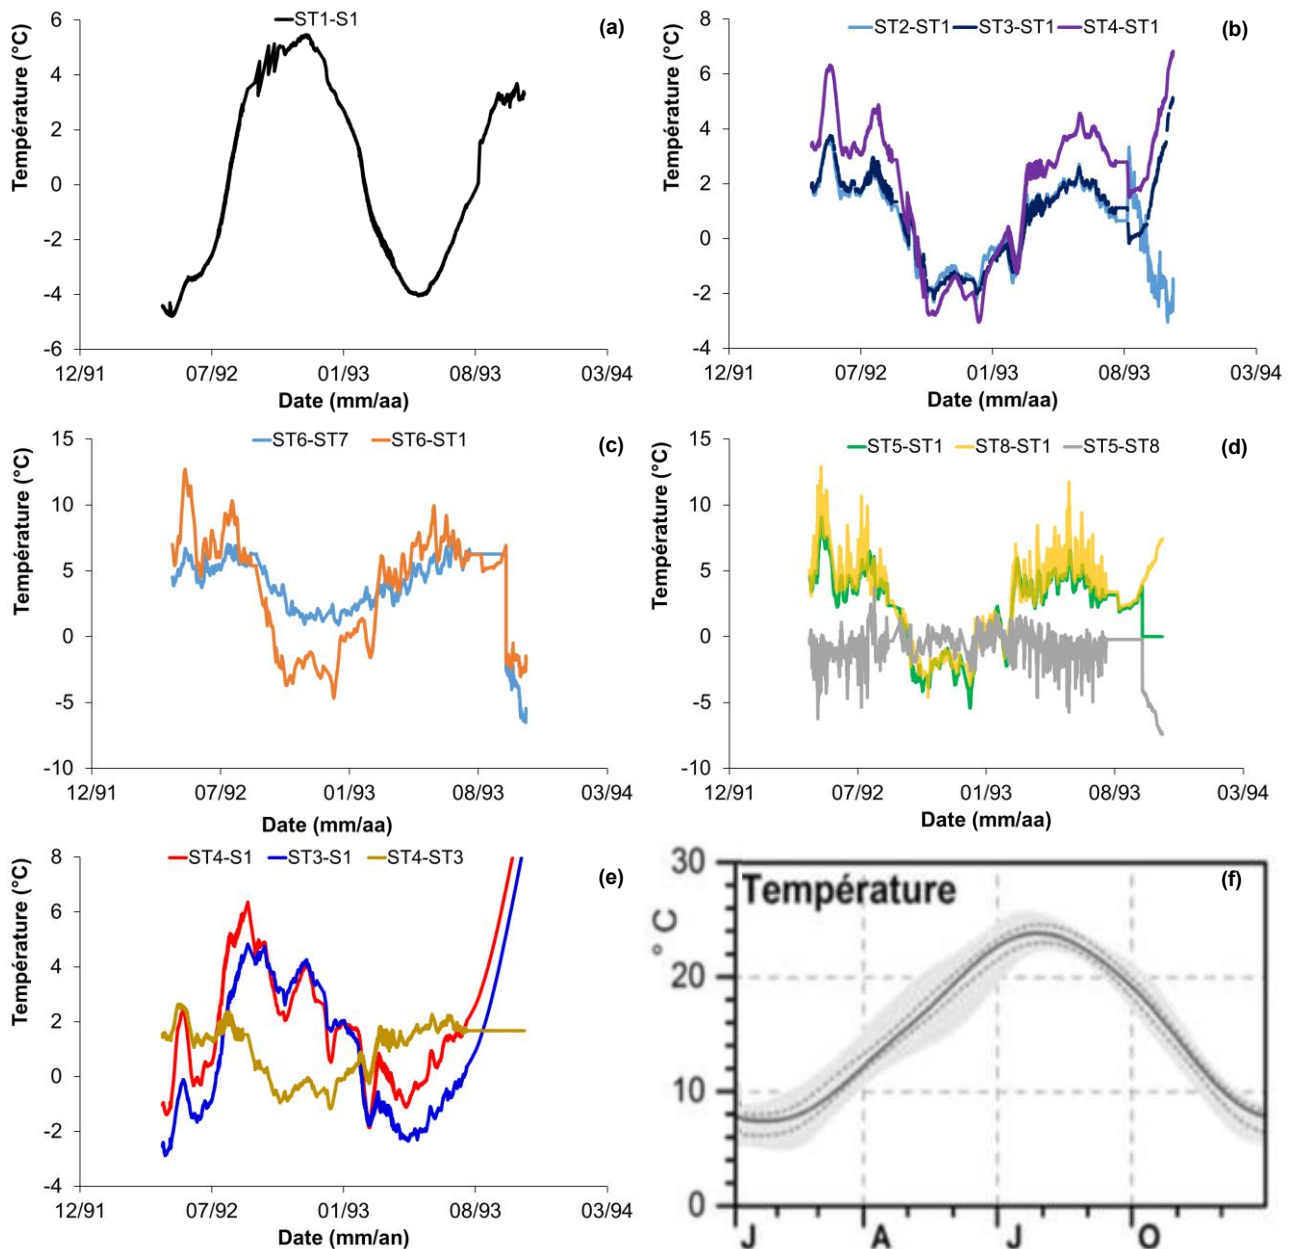 ST1-S1
(a)
Température (°C)
6
4
2
0
-2
-4
-6
12/91 07/92 01/93 08/93 03/94
Date (mm/aa)
ST2-ST1 ST3-ST1 ST4-ST1
(b)
Température (°C)
8
6
4
2
0
-2
-4
12/91 07/92 01/93 08/93 03/94
Date (mm/aa)
ST6-ST7 ST6-ST1
(c)
Température (°C)
15
10
5
0
-5
-10
12/91 07/92 01/93 08/93 03/94
Date (mm/aa)
ST5-ST1 ST8-ST1 ST5-ST8
(d)
Température (°C)
15
10
5
0
-5
-10
12/91 07/92 01/93 08/93 03/94
Date (mm/aa)
ST4-S1 ST3-S1 ST4-ST3
(e)
Température (°C)
8
6
4
2
0
-2
-4
12/91 07/92 01/93 08/93 03/94
Date (mm/an)
Température
(f)
° C
30
20
10
0
J A J O